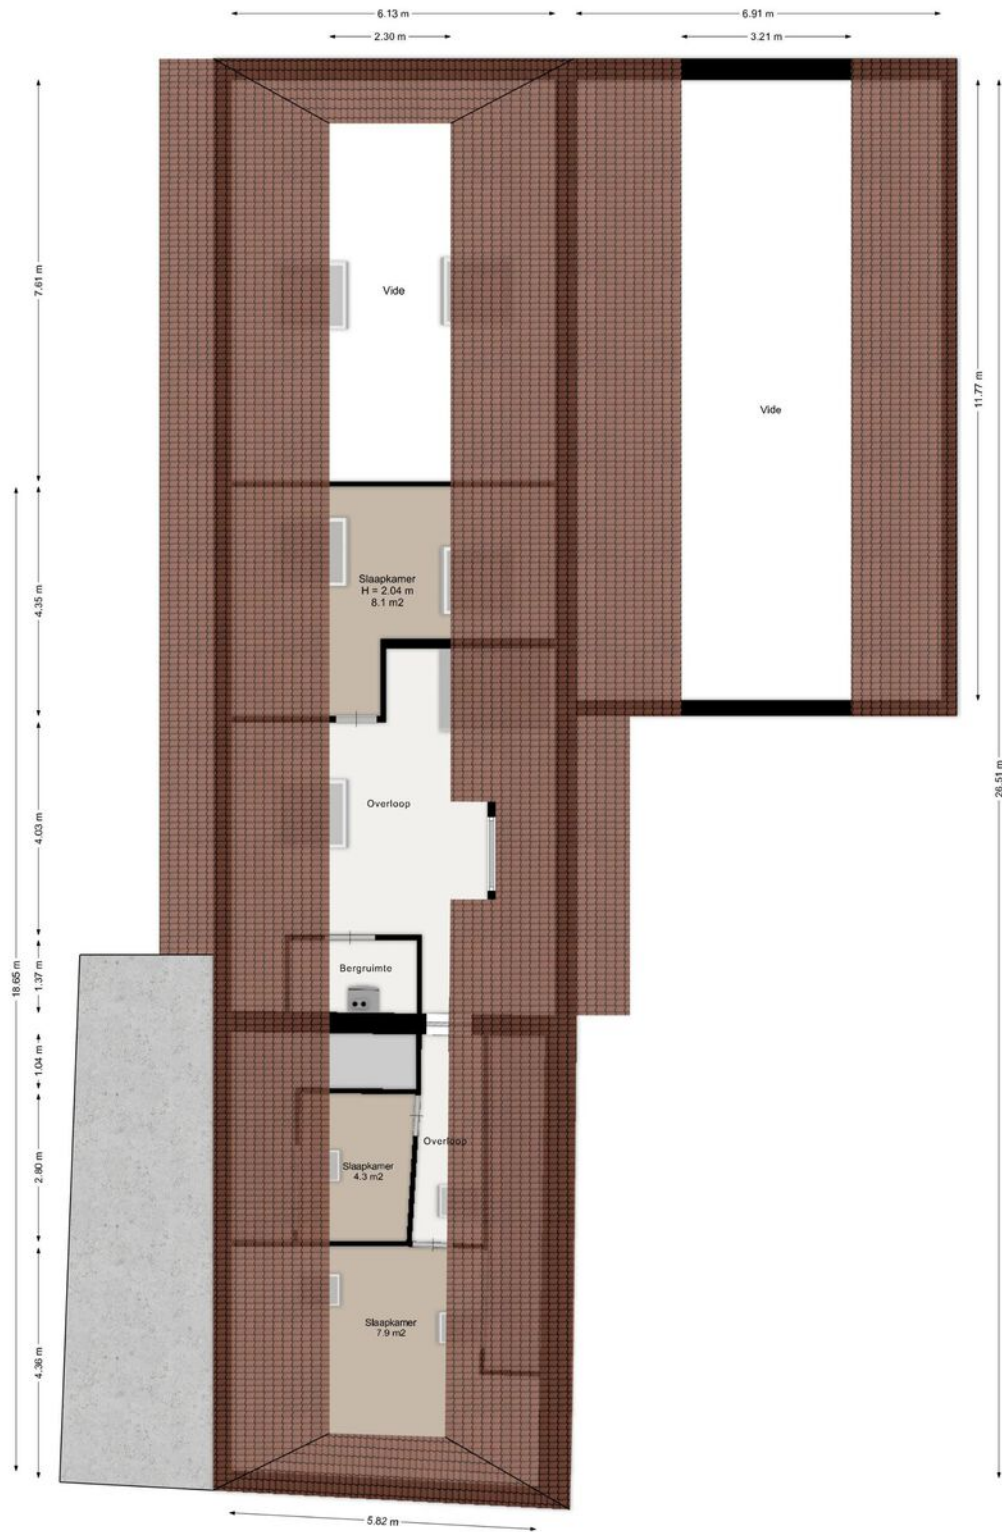 6.13 m
6.91 m
2.30 m
3.21 m
7.61 m
Vide
11.77 m
Vide
18.65 m
4.35 m
Slaapkamer
H = 2.04 m
8.1 m2
26.51 m
4.03 m
Overloop
1.37 m
Bergruimte
1.04 m
2.80 m
Overloop
Slaapkamer
4.3 m2
4.36 m
Slaapkamer
7.9 m2
5.82 m